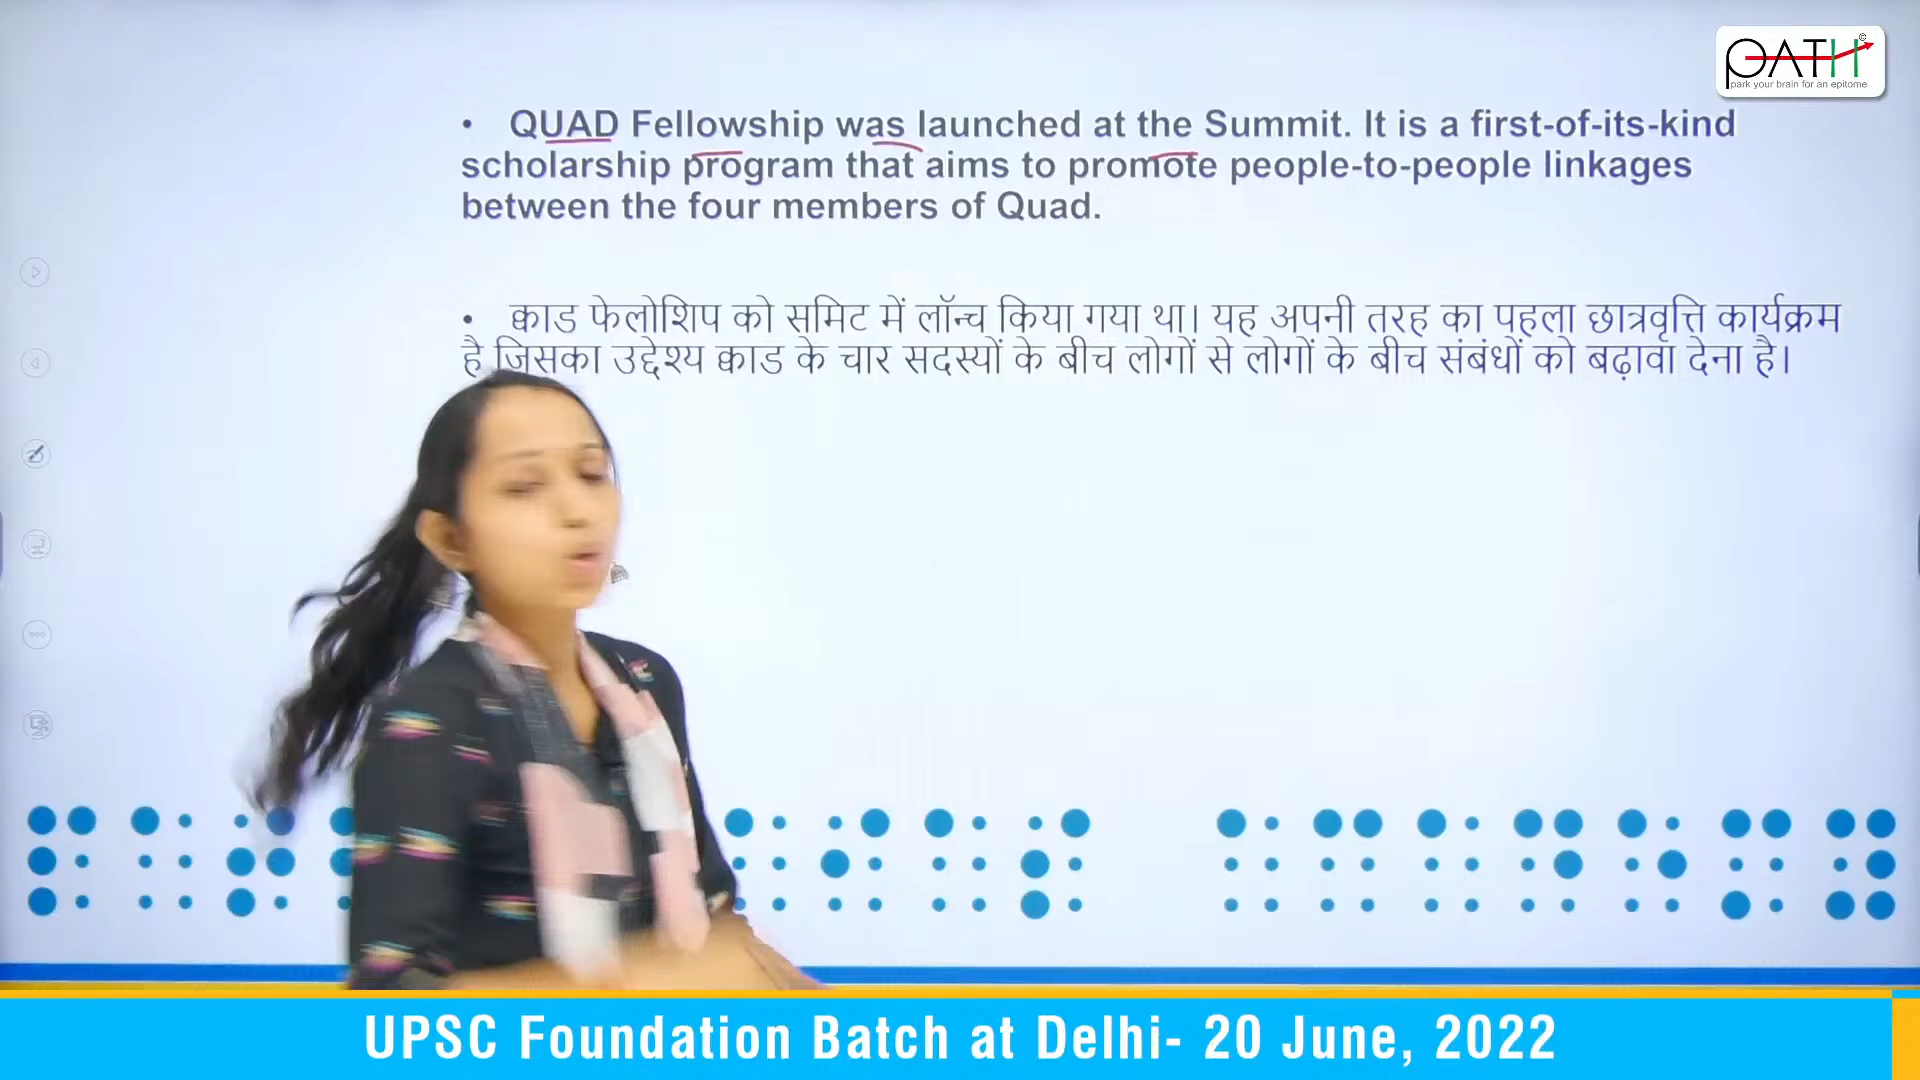 PATH
©
park your brain for an epitome
• QUAD Fellowship was launched at the Summit. It is a first-of-its-kind
scholarship program that aims to promote people-to-people linkages
between the four members of Quad.
• क्वाड फेलोशिप को समिट में लॉन्च किया गया था। यह अपनी तरह का पहला छात्रवृत्ति कार्यक्रम
है जिसका उद्देश्य क्वाड के चार सदस्यों के बीच लोगों से लोगों के बीच संबंधों को बढ़ावा देना है।
UPSC Foundation Batch at Delhi- 20 June, 2022